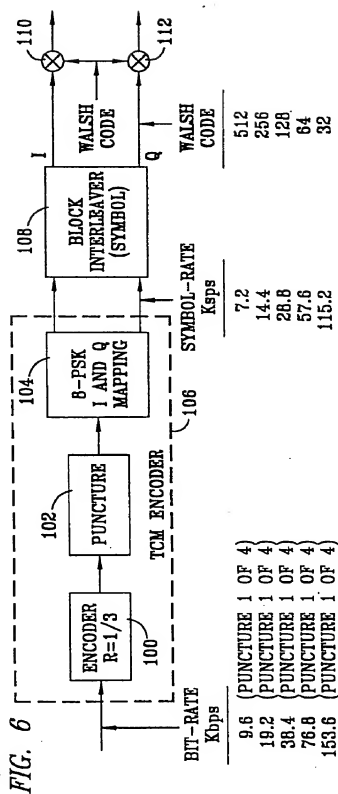 FIG. 6
BIT-RATE
Kbps
9.6 (PUNCTURE 1 OF 4)
19.2 (PUNCTURE 1 OF 4)
38.4 (PUNCTURE 1 OF 4)
76.8 (PUNCTURE 1 OF 4)
153.6 (PUNCTURE 1 OF 4)
ENCODER
R=1/3
100
PUNCTURE
102
8-PSK
I AND Q
MAPPING
104
TCM ENCODER
106
SYMBOL-RATE
Ksps
7.2
14.4
28.8
57.6
115.2
BLOCK
INTERLEAVER
(SYMBOL)
108
I
Q
WALSH
CODE
110
112
WALSH
CODE
512
256
128
64
32